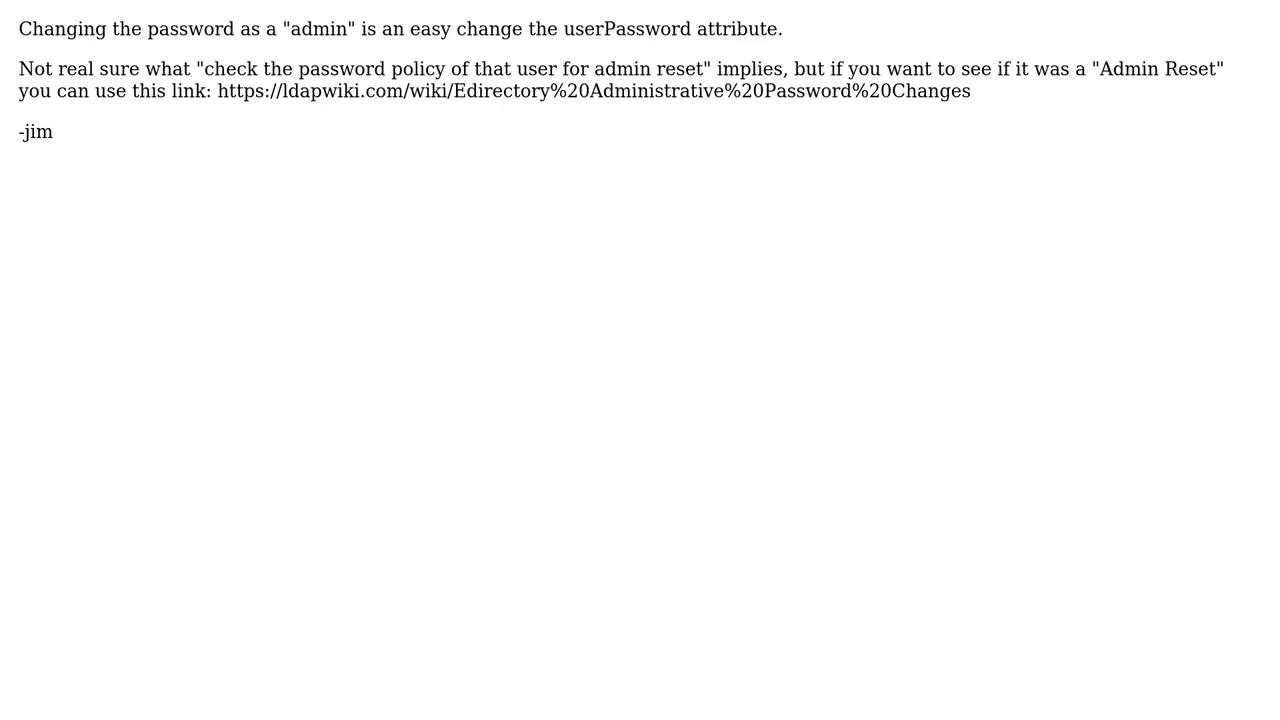 Changing the password as a "admin" is an easy change the userPassword attribute.
Not real sure what "check the password policy of that user for admin reset" implies, but if you want to see if it was a "Admin Reset"
you can use this link: https://ldapwiki.com/wiki/Edirectory%20Administrative%20Password%20Changes
-jim